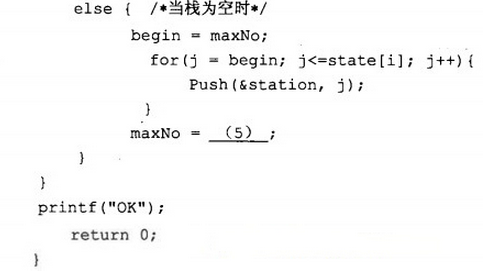 else { /*当栈为空时*/
begin = maxNo;
for(j = begin; j<=state[i]; j++){
Push(&station, j);
}
maxNo = （5） ;
}
}
printf("OK");
return 0;
}